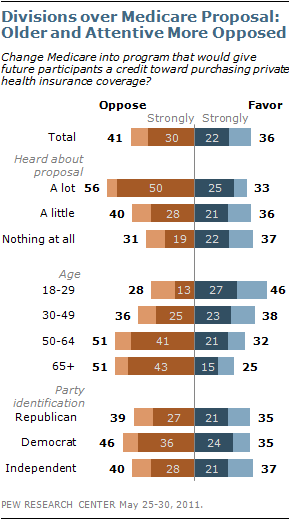 Divisions over Medicare Proposal:
Older and Attentive More Opposed
Change Medicare into program that would give
future participants a credit toward purchasing private
health insurance coverage?
Oppose Favor
Strongly Strongly
Total 41 30 22 36
Heard about
proposal
A lot 56 50 25 33
A little 40 28 21 36
Nothing at all 31 19 22 37
Age
18-29 28 13 27 46
30-49 36 25 23 38
50-64 51 41 21 32
65+ 51 43 15 25
Party
identification
Republican 39 27 21 35
Democrat 46 36 24 35
Independent 40 28 21 37
PEW RESEARCH CENTER May 25-30, 2011.